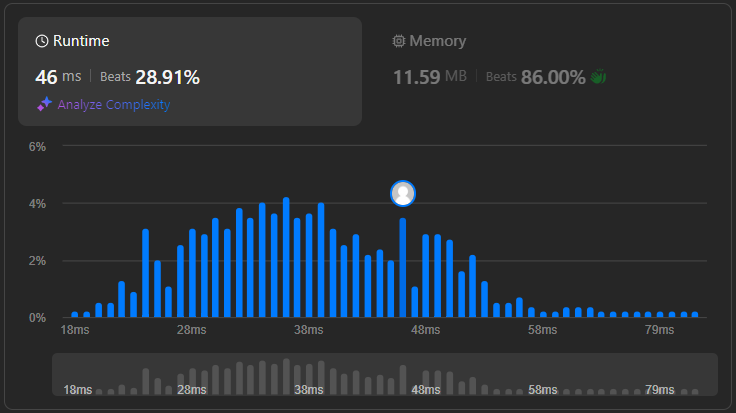 Runtime
46 ms | Beats 28.91%
Analyze Complexity
Memory
11.59 MB | Beats 86.00%
6%
4%
2%
0%
18ms 28ms 38ms 48ms 58ms 79ms
18ms 28ms 38ms 48ms 58ms 79ms